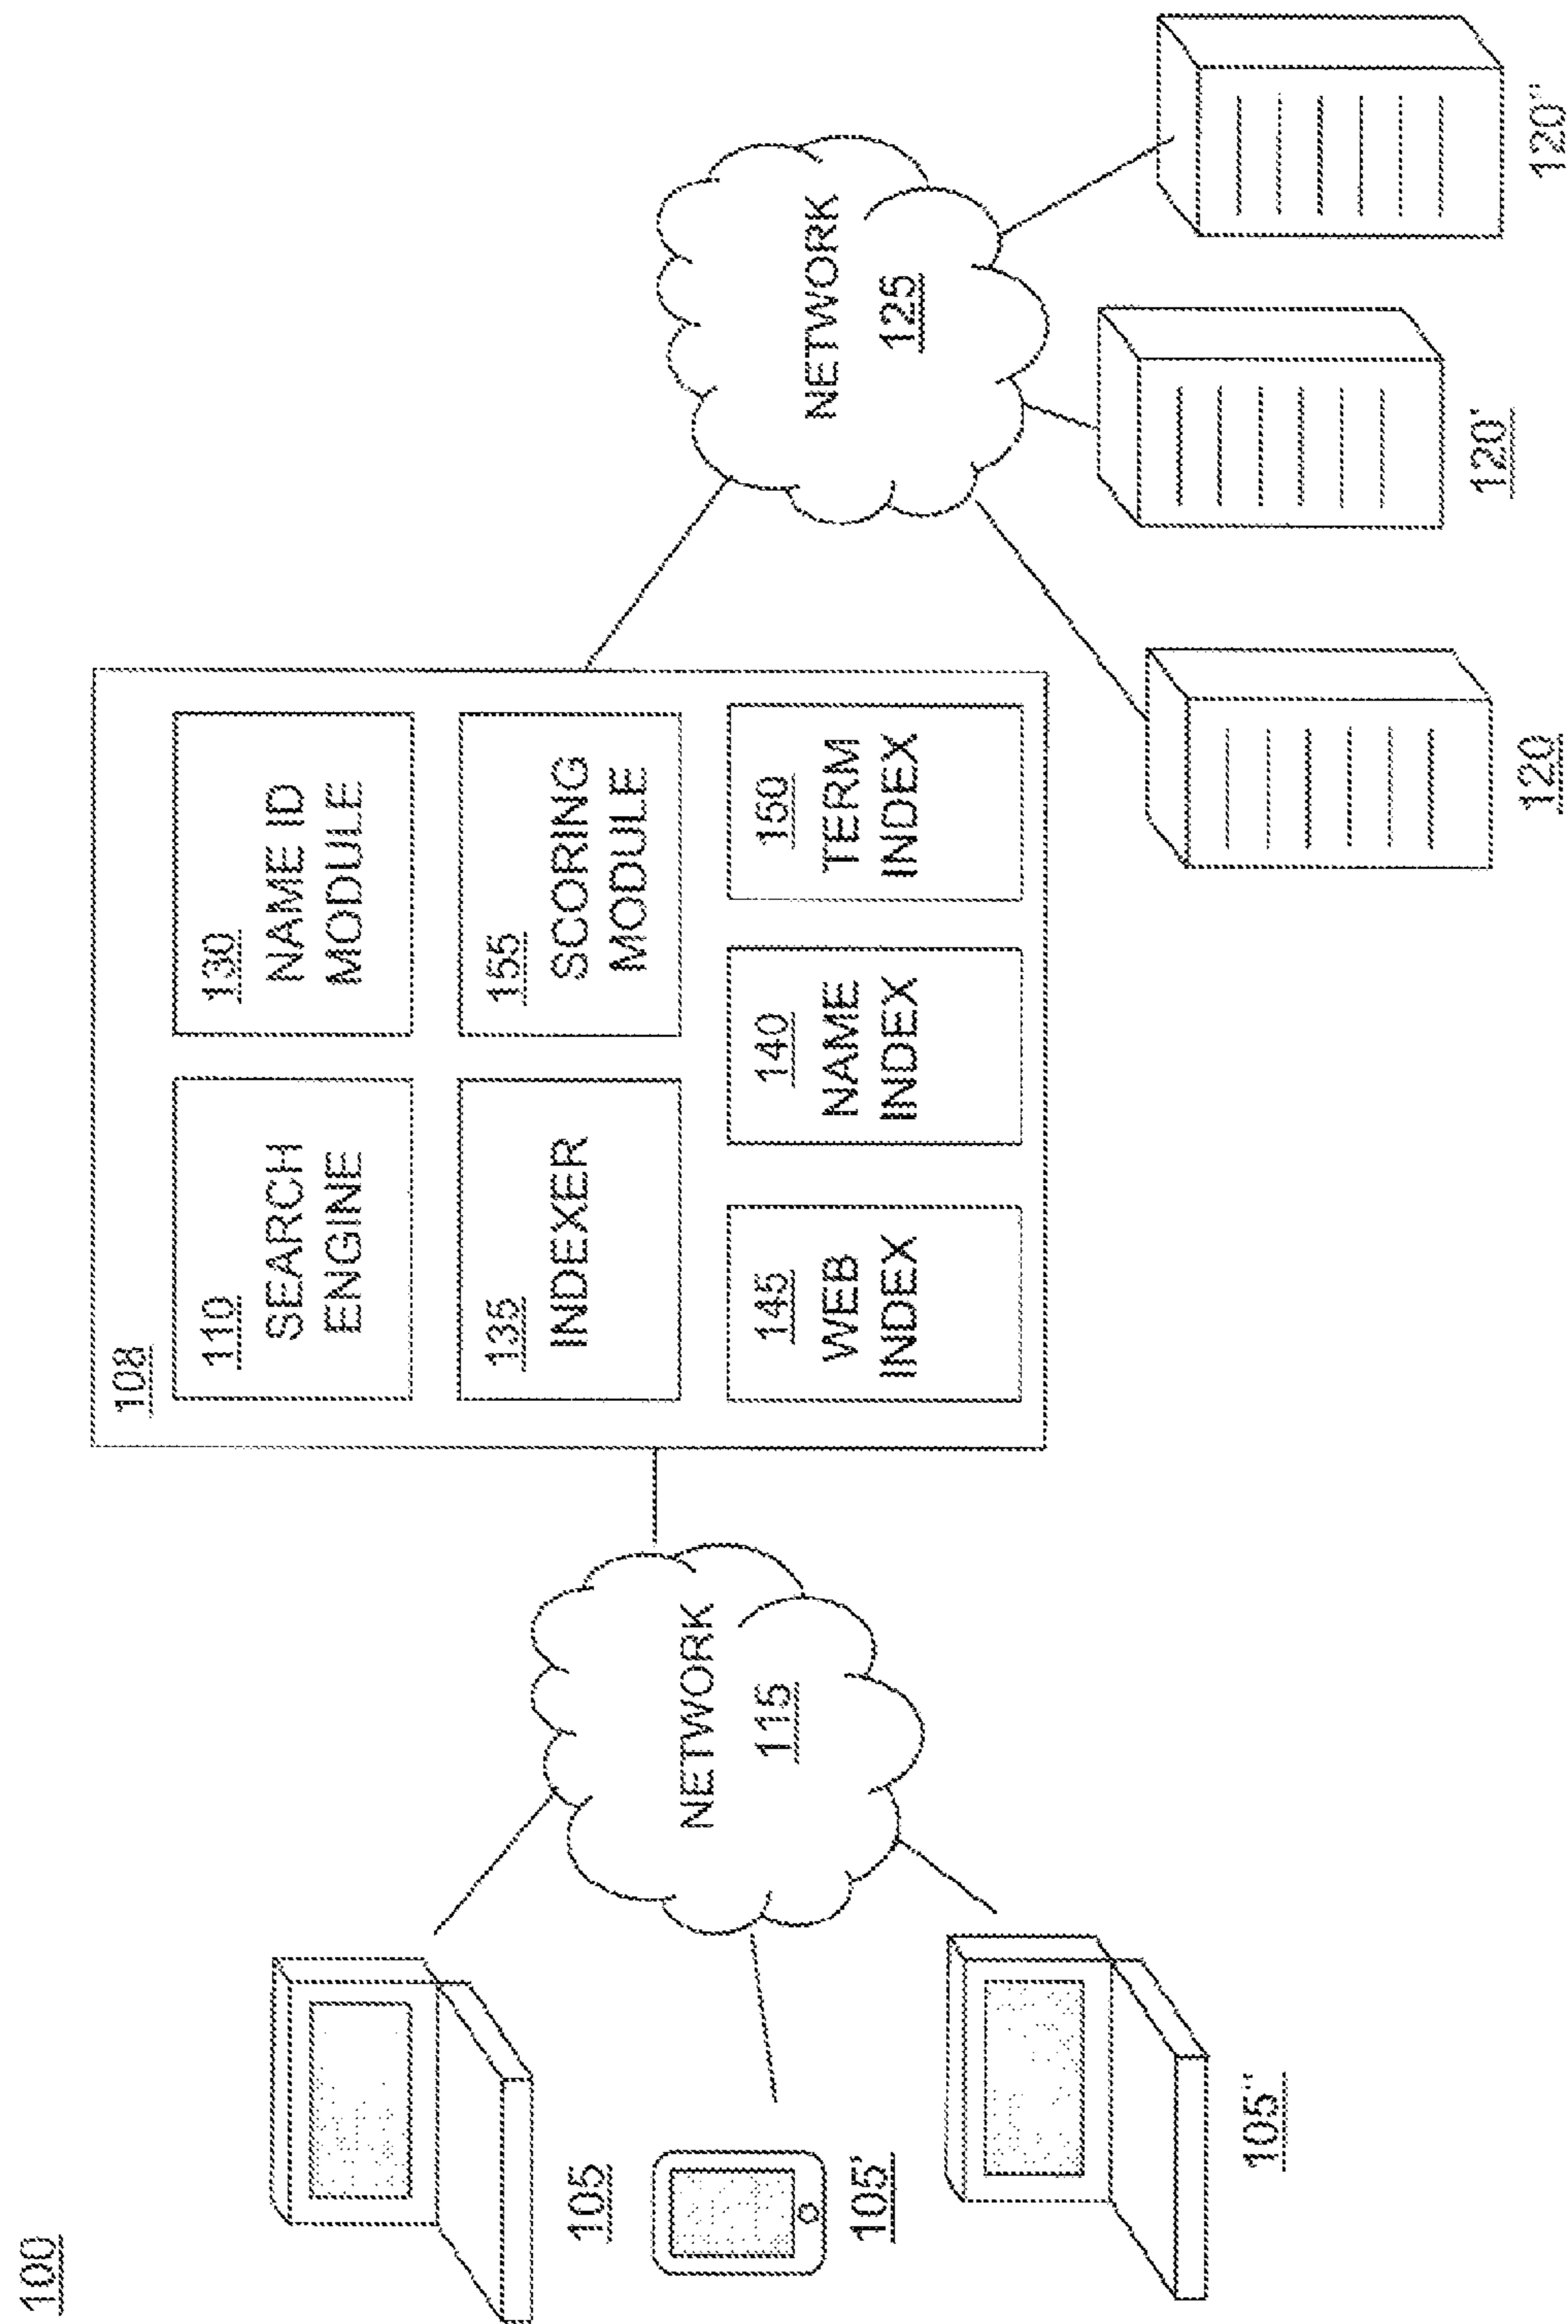 100
108
110
SEARCH
ENGINE
130
NAME ID
MODULE
135
INDEXER
155
SCORING
MODULE
145
WEB
INDEX
140
NAME
INDEX
150
TERM
INDEX
NETWORK
115
NETWORK
125
105
105'
105''
120
120'
120''